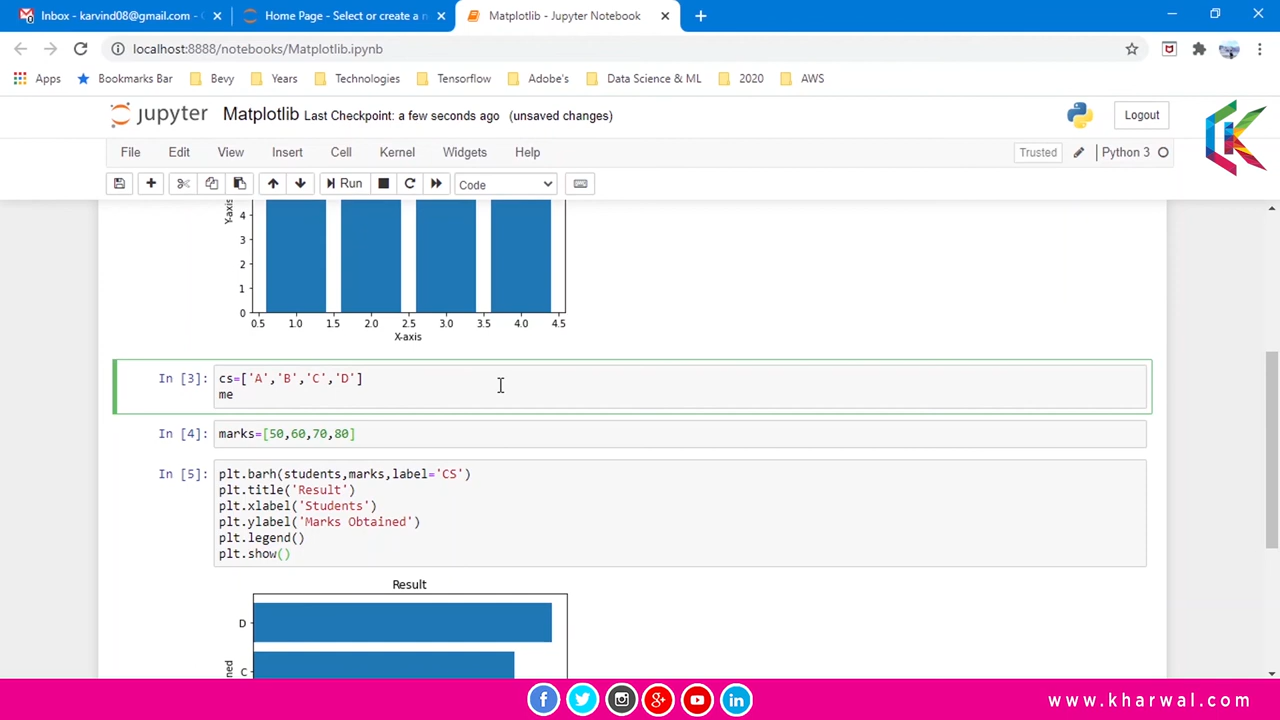 Inbox - karvind08@gmail.com -
Home Page - Select or create a n
Matplotlib - Jupyter Notebook
localhost:8888/notebooks/Matplotlib.ipynb
Apps
Bookmarks Bar
Bevy
Years
Technologies
Tensorflow
Adobe's
Data Science & ML
2020
AWS
jupyter Matplotlib Last Checkpoint: a few seconds ago (unsaved changes)
Logout
File Edit View Insert Cell Kernel Widgets Help
Trusted
Python 3
Run
Code
Y-axis
4
3
2
1
0
0.5 1.0 1.5 2.0 2.5 3.0 3.5 4.0 4.5
X-axis
In [3]: cs=['A','B','C','D']
me
In [4]: marks=[50,60,70,80]
In [5]: plt.barh(students,marks,label='CS')
plt.title('Result')
plt.xlabel('Students')
plt.ylabel('Marks Obtained')
plt.legend()
plt.show()
Result
D
C
www.kharwal.com